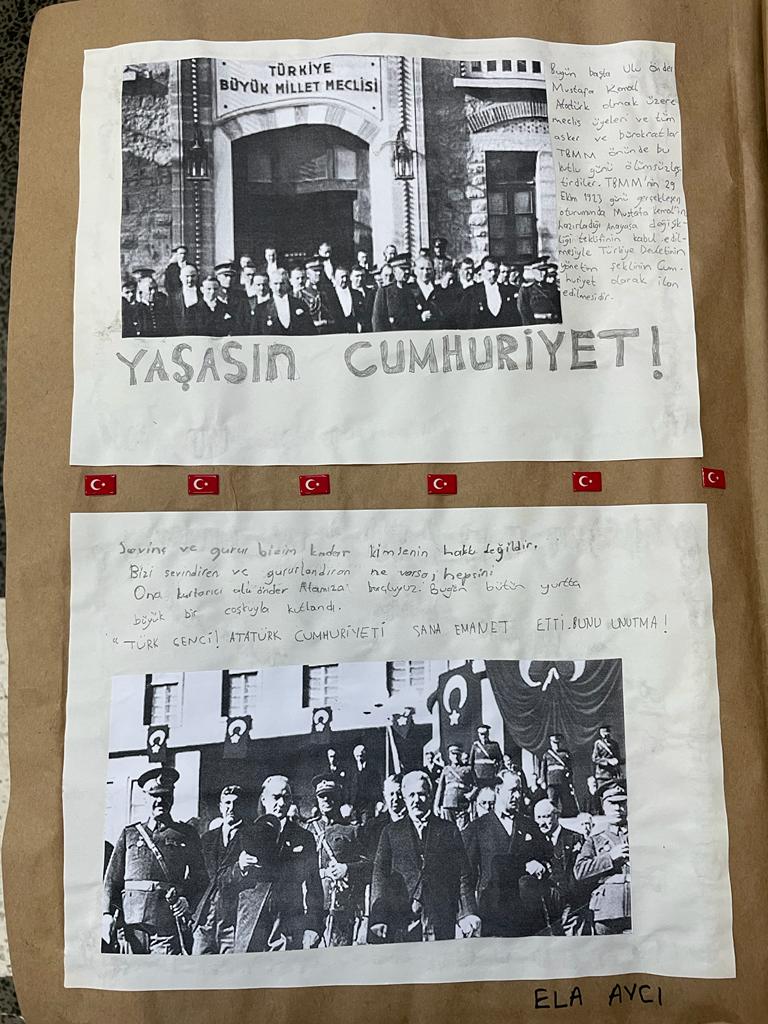 TÜRKİYE
BÜYÜK MİLLET MECLİSİ
Bugün başta Ulu önder
Mustafa Kemal
Atatürk olmak üzere
meclis üyeleri ve tüm
asker ve bürokratlar
TBMM önünde bu
kutlu günü ölümsüzleş
tirdiler. TBMM'nin 29
Ekim 1923 günü gerçekleşen
oturumunda Mustafa Kemal'in
hazırladığı Anayasa değişik-
liği teklifinin kabul edil-
mesiyle Türkiye Devletinin
yönetim şeklinin Cum-
huriyet olarak ilan
edilmesidir.
YAŞASIN CUMHURİYET!
Sevinç ve gurur bizim kadar kimsenin hakkı değildir.
Bizi sevindiren ve gururlandıran ne varsa; hepsini
Ona kurtarıcı ulu önder Atamıza borçluyuz. Bugün bütün yurtta
büyük bir coşkuyla kutlandı.
"TÜRK GENCİ! ATATÜRK CUMHURİYETİ SANA EMANET ETTİ. BUNU UNUTMA!
ELA AVCI